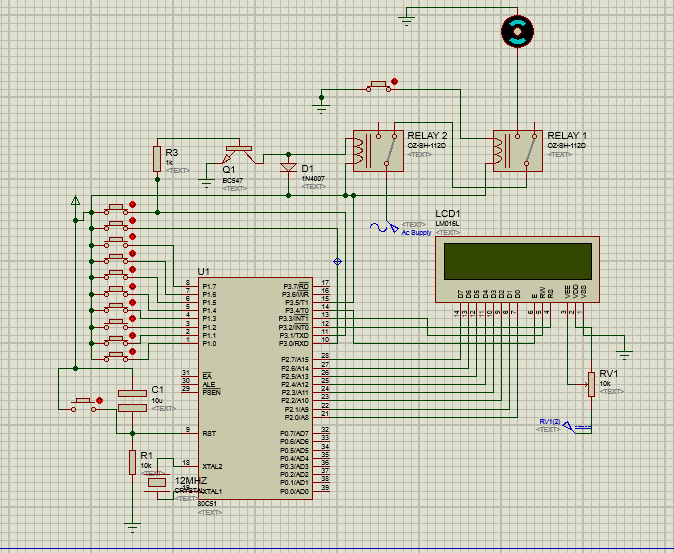 RELAY 2
OZ-SH-112D
<TEXT>
RELAY 1
OZ-SH-112D
<TEXT>
R3
1k
<TEXT>
Q1
BC547
<TEXT>
D1
1N4007
<TEXT>
<TEXT>
Ac Supply
LCD1
LM016L
<TEXT>
D7 D6 D5 D4 D3 D2 D1 D0 E RW RS VEE VDD VSS
14 13 12 11 10 9 8 7 6 5 4 3 2 1
U1
8 P1.7 P3.7/RD 17
7 P1.6 P3.6/WR 16
6 P1.5 P3.5/T1 15
5 P1.4 P3.4/T0 14
4 P1.3 P3.3/INT1 13
3 P1.2 P3.2/INT0 12
2 P1.1 P3.1/TXD 11
1 P1.0 P3.0/RXD 10
P2.7/A15 28
P2.6/A14 27
31 EA P2.5/A13 26
30 ALE P2.4/A12 25
29 PSEN P2.3/A11 24
P2.2/A10 23
P2.1/A9 22
P2.0/A8 21
9 RST P0.7/AD7 32
P0.6/AD6 33
P0.5/AD5 34
P0.4/AD4 35
18 XTAL2 P0.3/AD3 36
P0.2/AD2 37
P0.1/AD1 38
19 XTAL1 P0.0/AD0 39
80C51
<TEXT>
C1
10u
<TEXT>
R1
10k
<TEXT>
12MHZ
CRYSTAL
<TEXT>
RV1
10k
<TEXT>
RV1(2)
<TEXT>